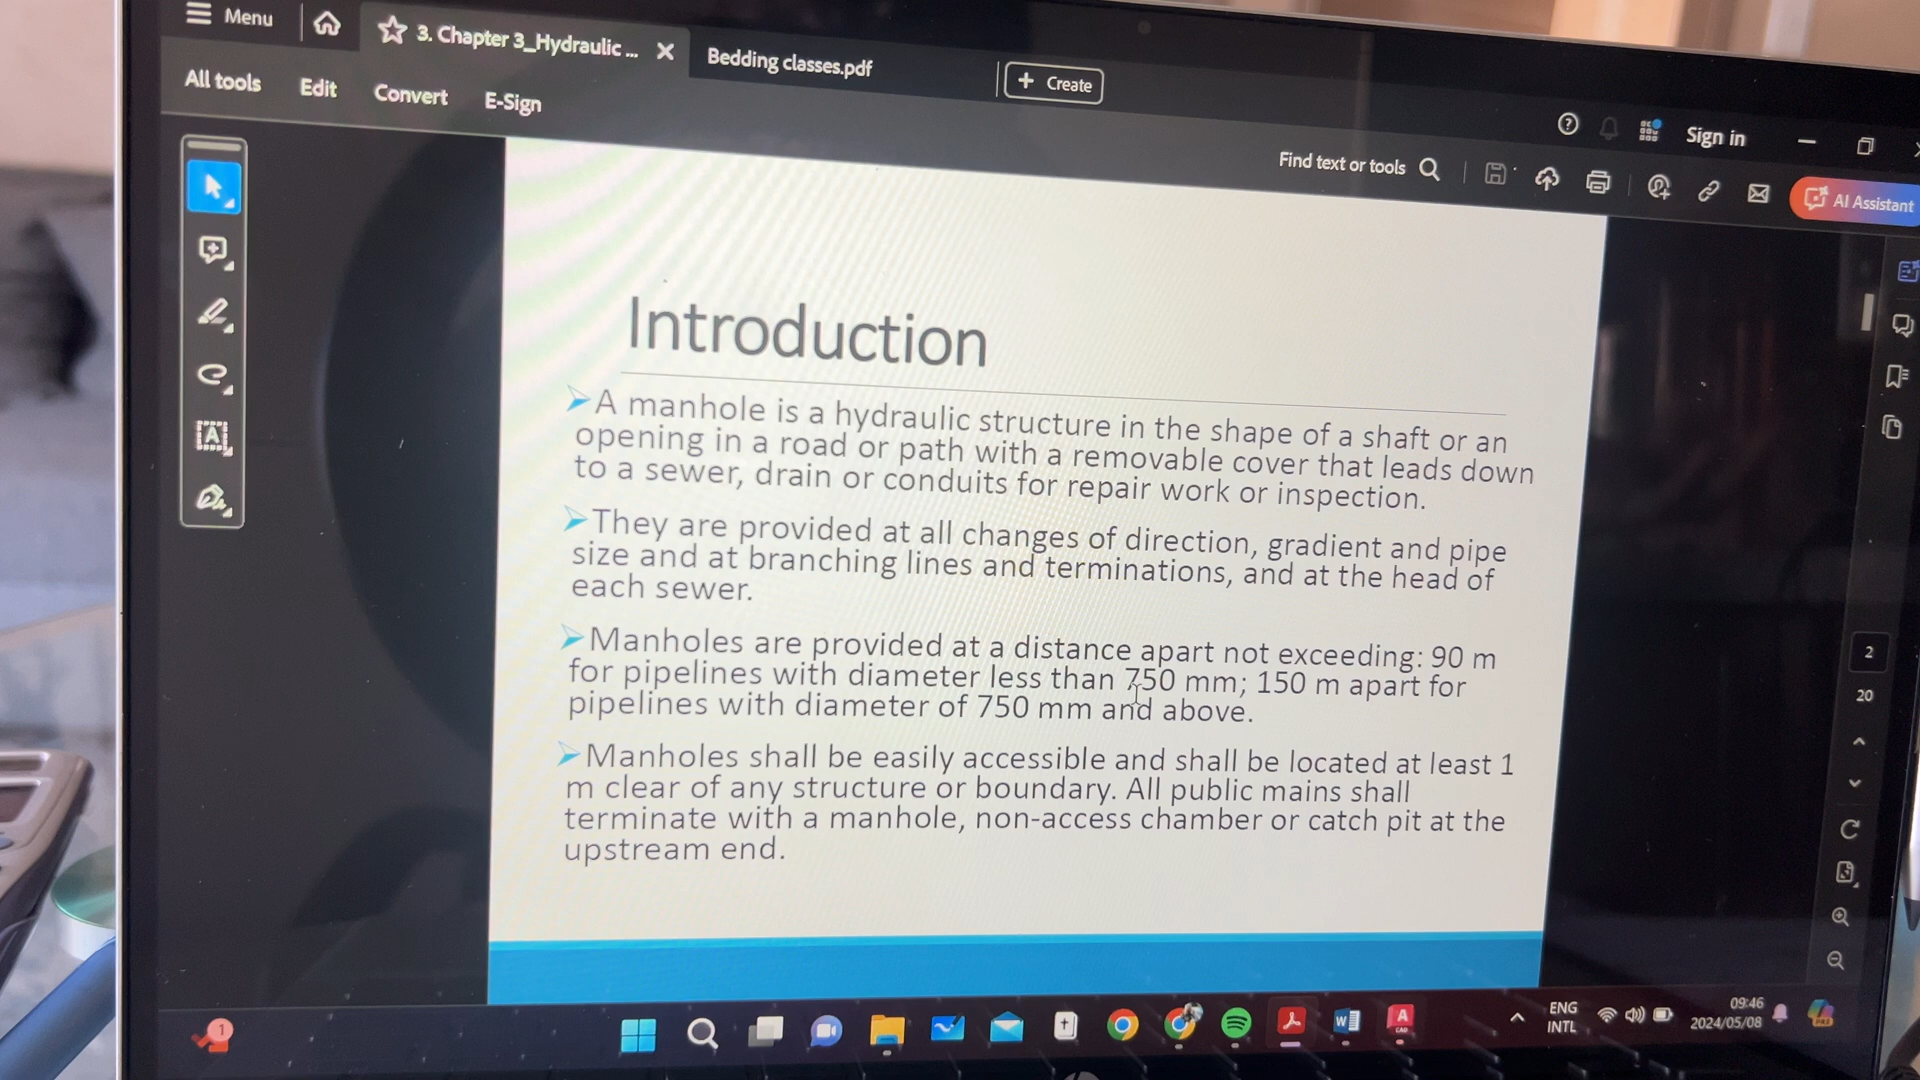 Menu
3. Chapter 3_Hydraulic ...
Bedding classes.pdf
Create
Sign in
All tools
Edit
Convert
E-Sign
Find text or tools
AI Assistant
Introduction
A manhole is a hydraulic structure in the shape of a shaft or an
opening in a road or path with a removable cover that leads down
to a sewer, drain or conduits for repair work or inspection.
They are provided at all changes of direction, gradient and pipe
size and at branching lines and terminations, and at the head of
each sewer.
Manholes are provided at a distance apart not exceeding: 90 m
for pipelines with diameter less than 750 mm; 150 m apart for
pipelines with diameter of 750 mm and above.
Manholes shall be easily accessible and shall be located at least 1
m clear of any structure or boundary. All public mains shall
terminate with a manhole, non-access chamber or catch pit at the
upstream end.
2
20
1
ENG
INTL
09:46
2024/05/08